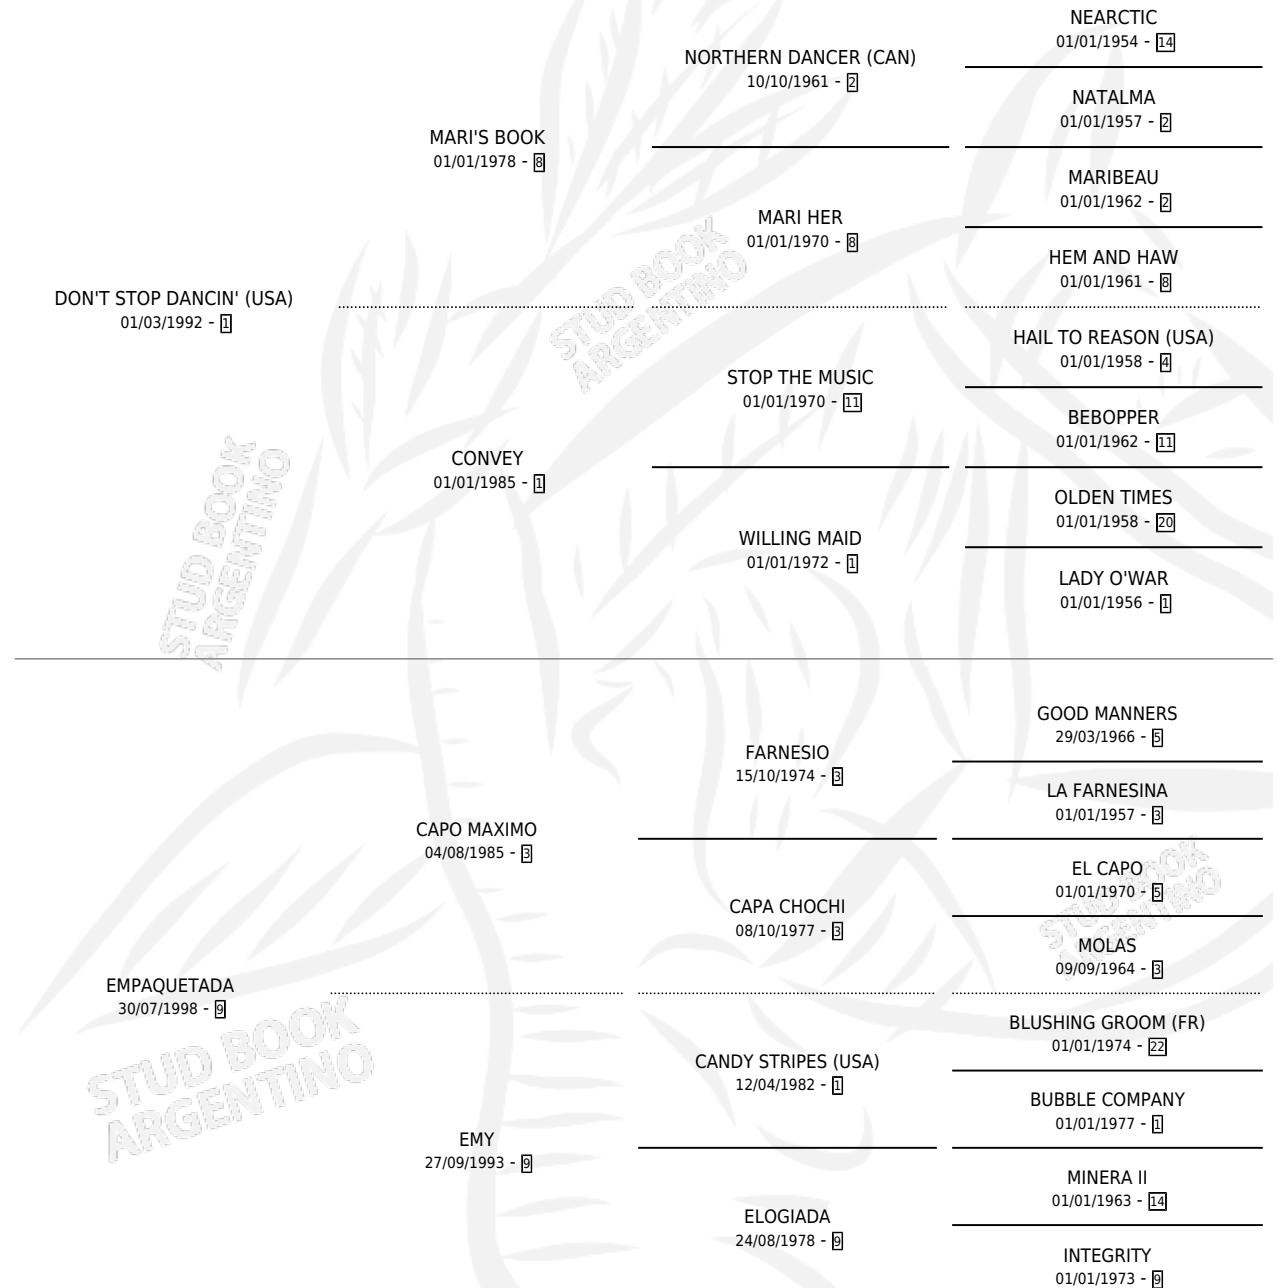 NEARCTIC
01/01/1954 - 14
NORTHERN DANCER (CAN)
10/10/1961 - 2
NATALMA
01/01/1957 - 2
MARI'S BOOK
01/01/1978 - 8
MARIBEAU
01/01/1962 - 2
MARI HER
01/01/1970 - 8
HEM AND HAW
01/01/1961 - 8
DON'T STOP DANCIN' (USA)
01/03/1992 - 1
HAIL TO REASON (USA)
01/01/1958 - 4
STOP THE MUSIC
01/01/1970 - 11
BEBOPPER
01/01/1962 - 11
CONVEY
01/01/1985 - 1
OLDEN TIMES
01/01/1958 - 20
WILLING MAID
01/01/1972 - 1
LADY O'WAR
01/01/1956 - 1
GOOD MANNERS
29/03/1966 - 5
FARNESIO
15/10/1974 - 3
LA FARNESINA
01/01/1957 - 3
CAPO MAXIMO
04/08/1985 - 3
EL CAPO
01/01/1970 - 5
CAPA CHOCHI
08/10/1977 - 3
MOLAS
09/09/1964 - 3
EMPAQUETADA
30/07/1998 - 9
BLUSHING GROOM (FR)
01/01/1974 - 22
CANDY STRIPES (USA)
12/04/1982 - 1
BUBBLE COMPANY
01/01/1977 - 1
EMY
27/09/1993 - 9
MINERA II
01/01/1963 - 14
ELOGIADA
24/08/1978 - 9
INTEGRITY
01/01/1973 - 9
STUD BOOK
ARGENTINO
STUD BOOK
ARGENTINO
STUD BOOK
ARGENTINO
STUD BOOK
ARGENTINO